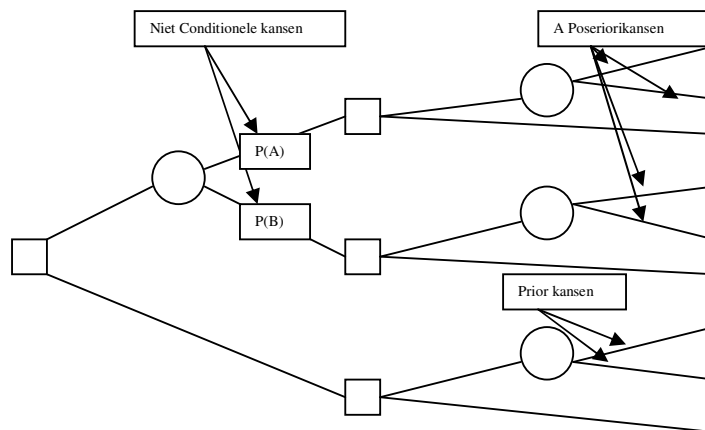 Niet Conditionele kansen
A Poseriorikansen
P(A)
P(B)
Prior kansen